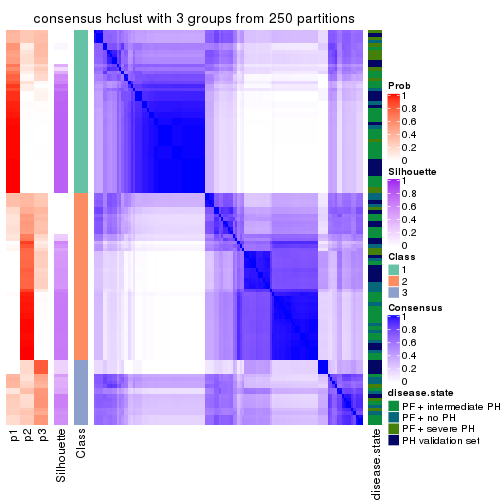 consensus hclust with 3 groups from 250 partitions
Prob
1
0.8
0.6
0.4
0.2
0
Silhouette
1
0.8
0.6
0.4
0.2
0
Class
1
2
3
Consensus
1
0.8
0.6
0.4
0.2
0
disease.state
PF + intermediate PH
PF + no PH
PF + severe PH
PH validation set
p1
p2
p3
Silhouette
Class
disease.state